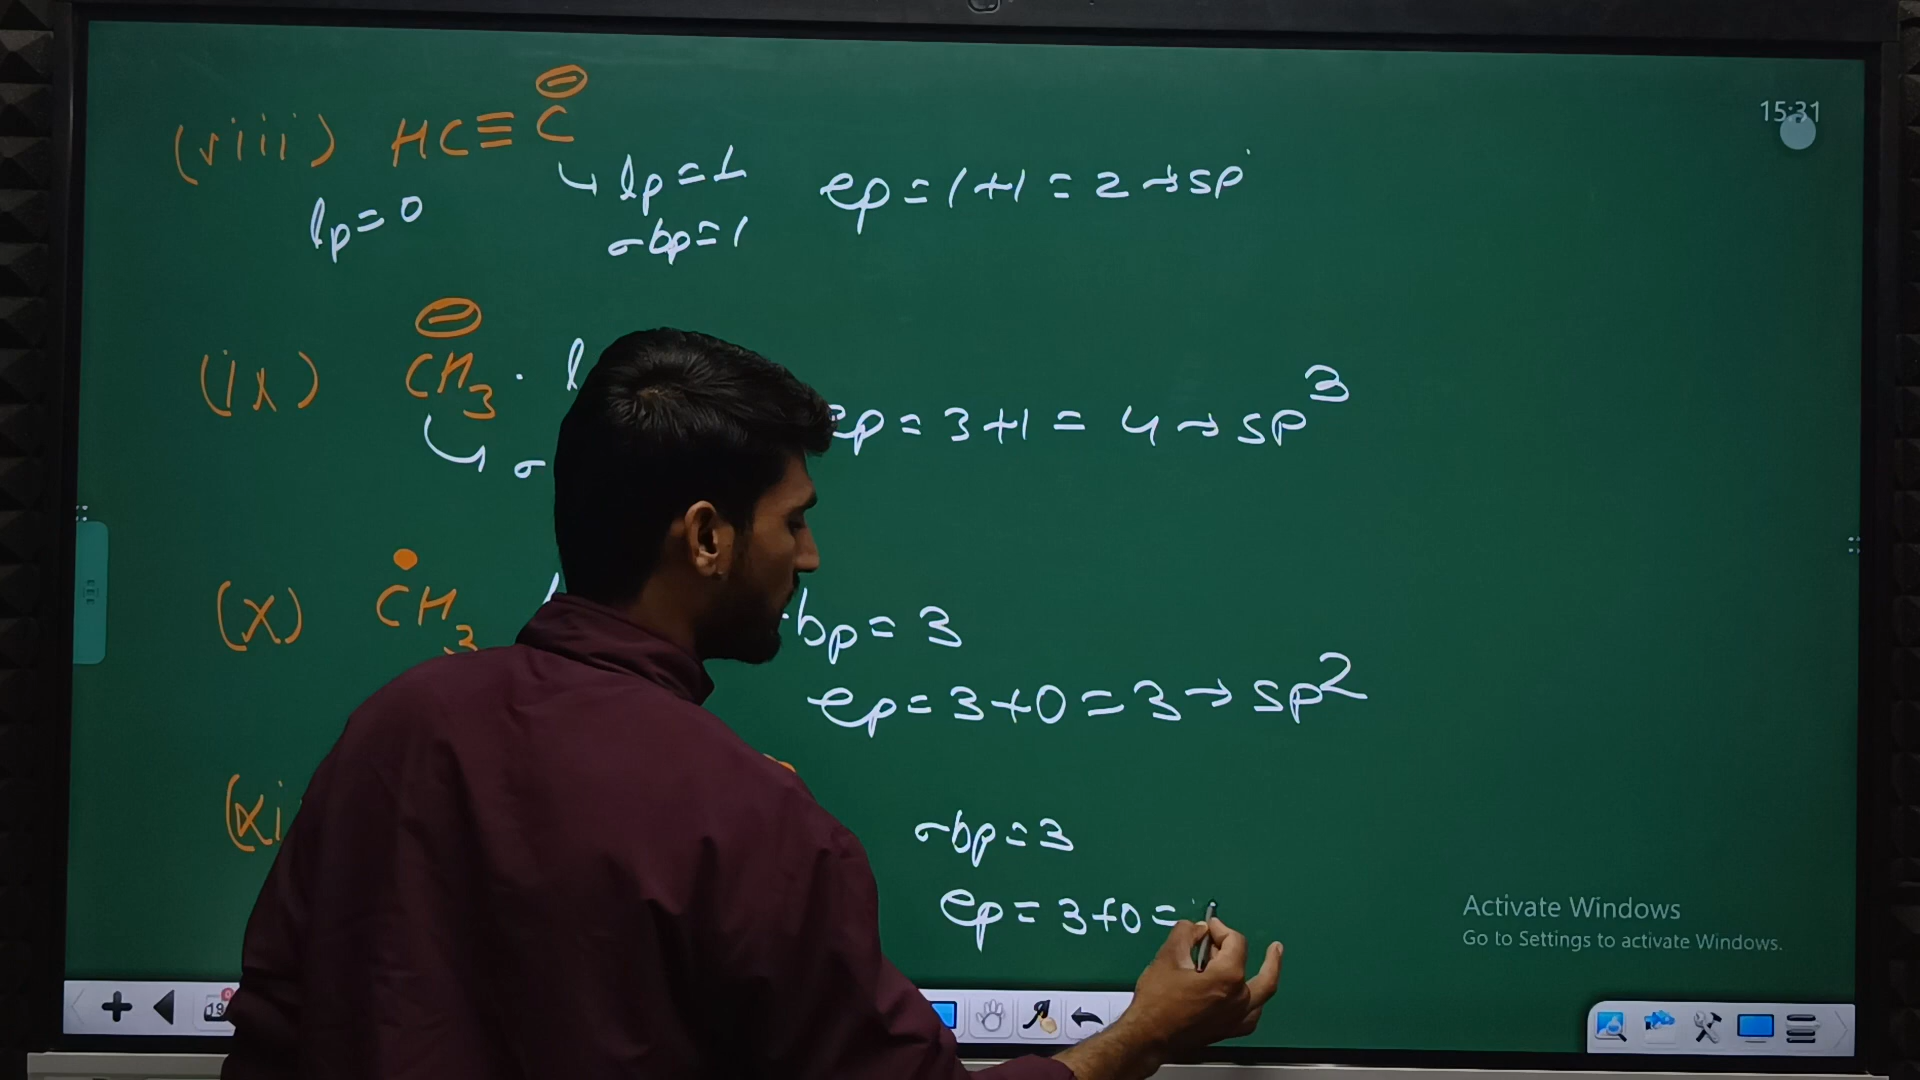 15:31
(viii) HC≡C⊖
lp=0
↳ lp=1
σbp=1
ep=1+1=2→sp
(ix) CH3⊖ . l
↳ σ
ep=3+1=4→sp³
(x) ĊH3
bp=3
ep=3+0=3→sp²
(xi
σbp=3
ep=3+0=
Activate Windows
Go to Settings to activate Windows.